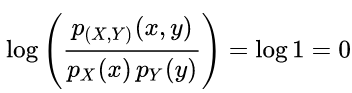 log ( p_{(X,Y)}(x, y) / p_X(x) p_Y(y) ) = log 1 = 0